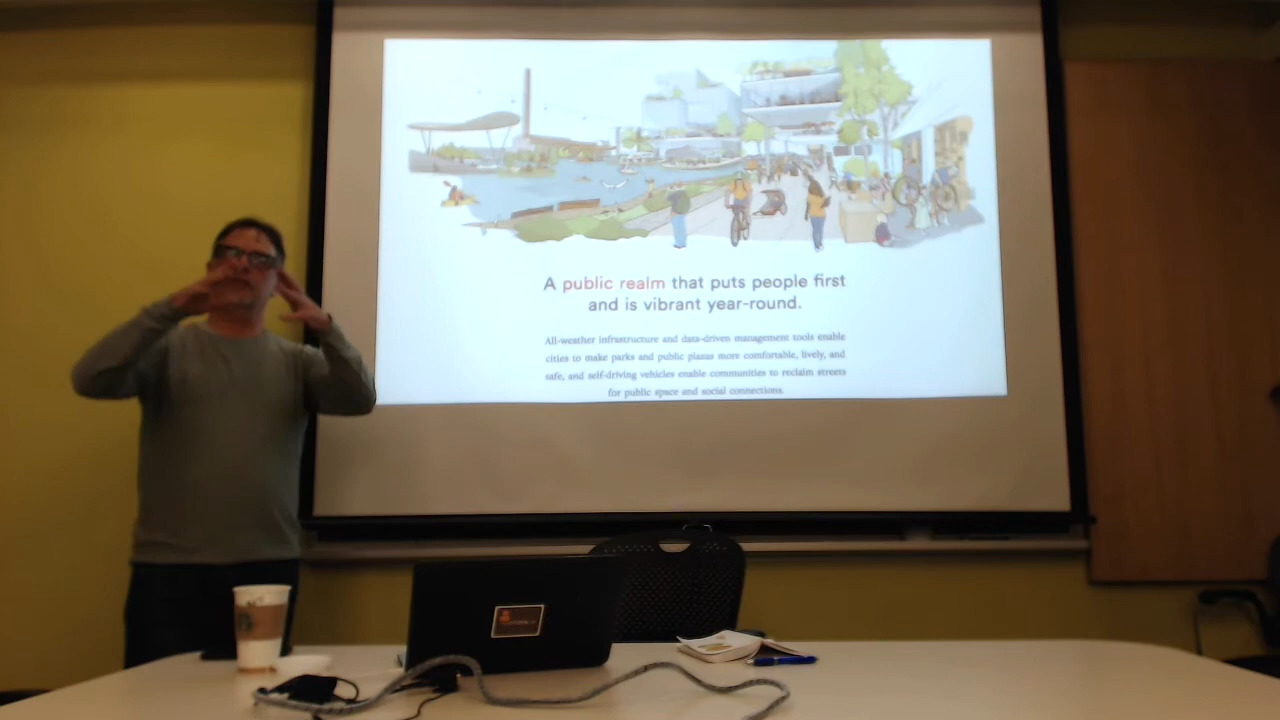 A public realm that puts people first
and is vibrant year-round.
All-weather infrastructure and data-driven management tools enable
cities to make parks and public plazas more comfortable, lively, and
safe, and self-driving vehicles enable communities to reclaim streets
for public space and social connections.